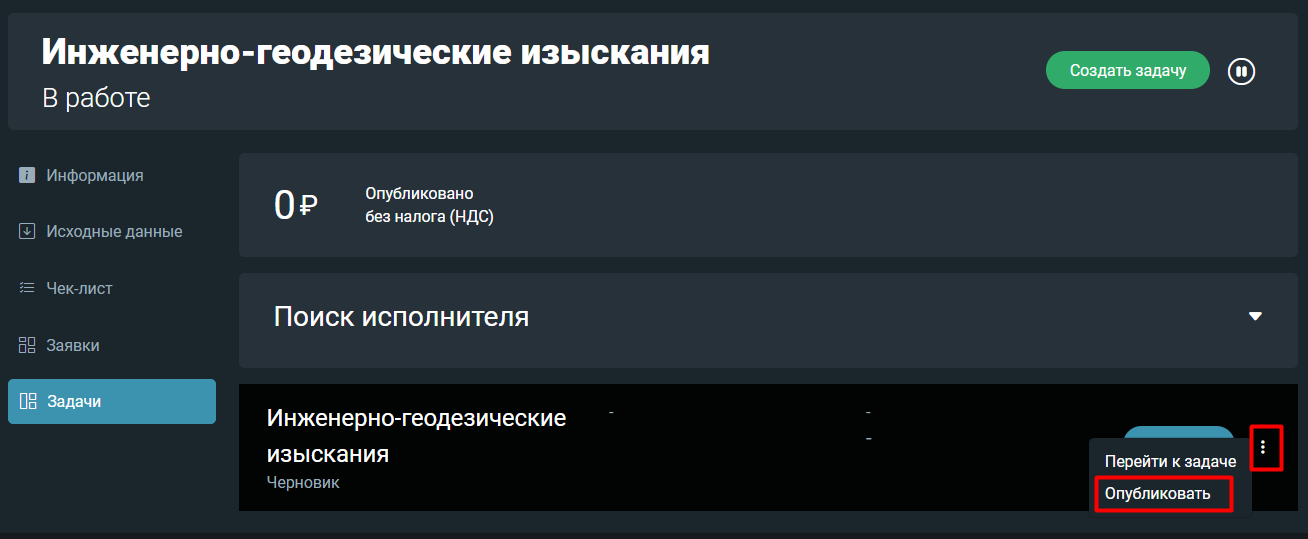 Инженерно-геодезические изыскания
В работе
Создать задачу
Информация
Исходные данные
Чек-лист
Заявки
Задачи
0 ₽
Опубликовано
без налога (НДС)
Поиск исполнителя
Инженерно-геодезические
изыскания
Черновик
-
-
-
Перейти к задаче
Опубликовать